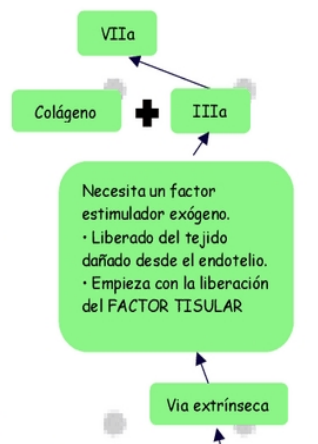 VIIa
Colágeno
IIIa
Necesita un factor
estimulador exógeno.
• Liberado del tejido
dañado desde el endotelio.
• Empieza con la liberación
del FACTOR TISULAR
Via extrínseca